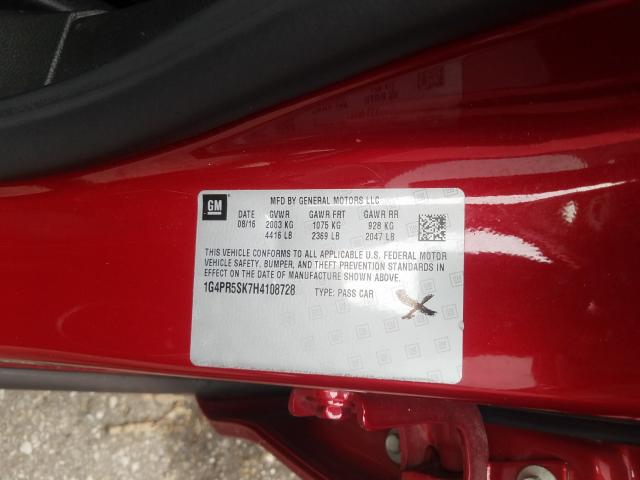 GM
MFD BY GENERAL MOTORS LLC
DATE GVWR GAWR FRT GAWR RR
08/16 2003 KG 1075 KG 928 KG
4416 LB 2369 LB 2047 LB
THIS VEHICLE CONFORMS TO ALL APPLICABLE U.S. FEDERAL MOTOR
VEHICLE SAFETY, BUMPER, AND THEFT PREVENTION STANDARDS IN
EFFECT ON THE DATE OF MANUFACTURE SHOWN ABOVE.
1G4PR5SK7H4108728 TYPE: PASS CAR